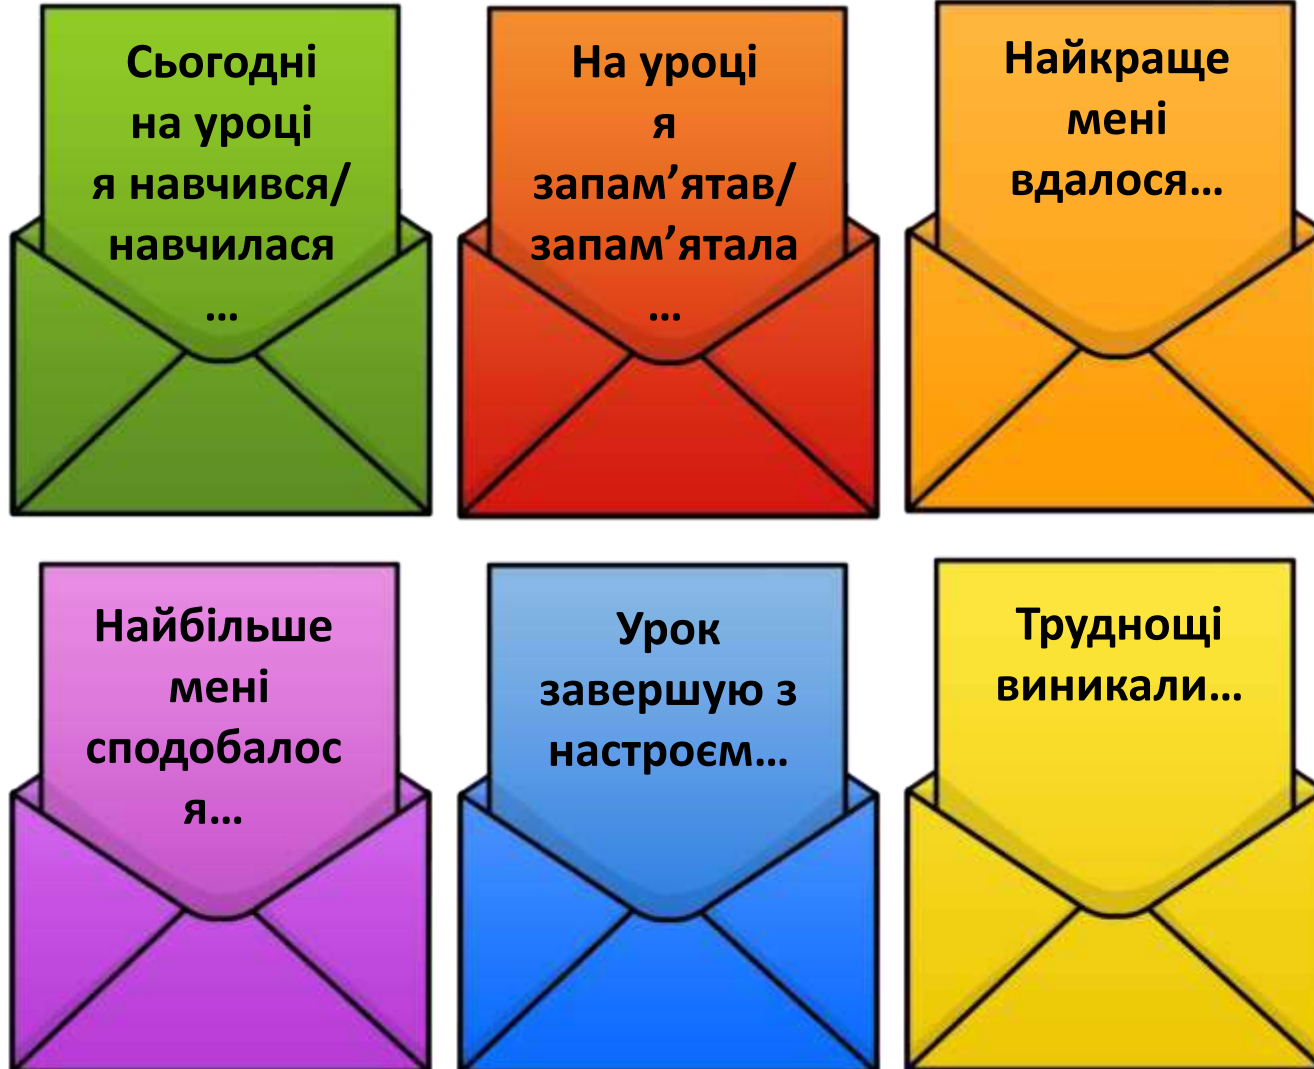 Сьогодні
на уроці
я навчився/
навчилася
...
На уроці
я
запам’ятав/
запам’ятала
...
Найкраще
мені
вдалося...
Найбільше
мені
сподобалос
я...
Урок
завершую з
настроєм...
Труднощі
виникали...